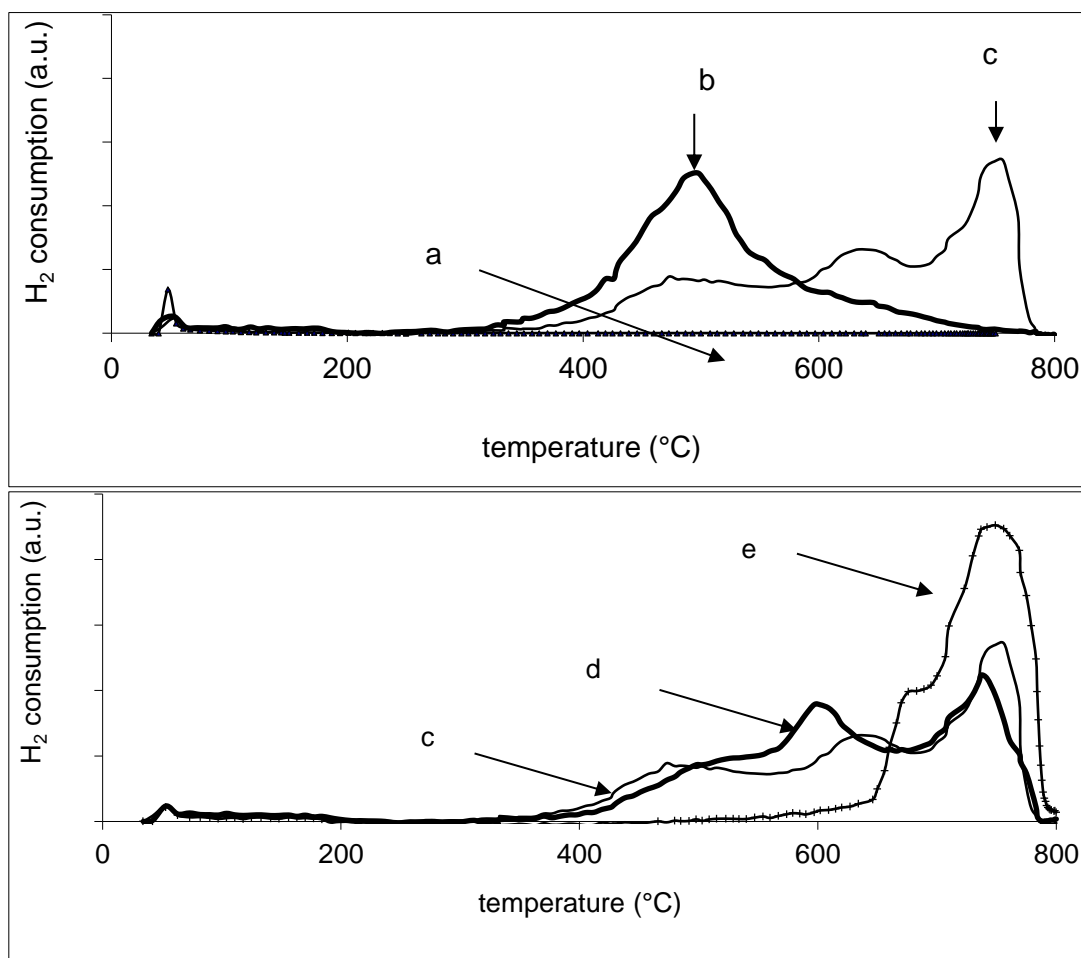 H₂ consumption (a.u.)
b
c
a
0
200
400
600
800
temperature (°C)
H₂ consumption (a.u.)
e
d
c
0
200
400
600
800
temperature (°C)